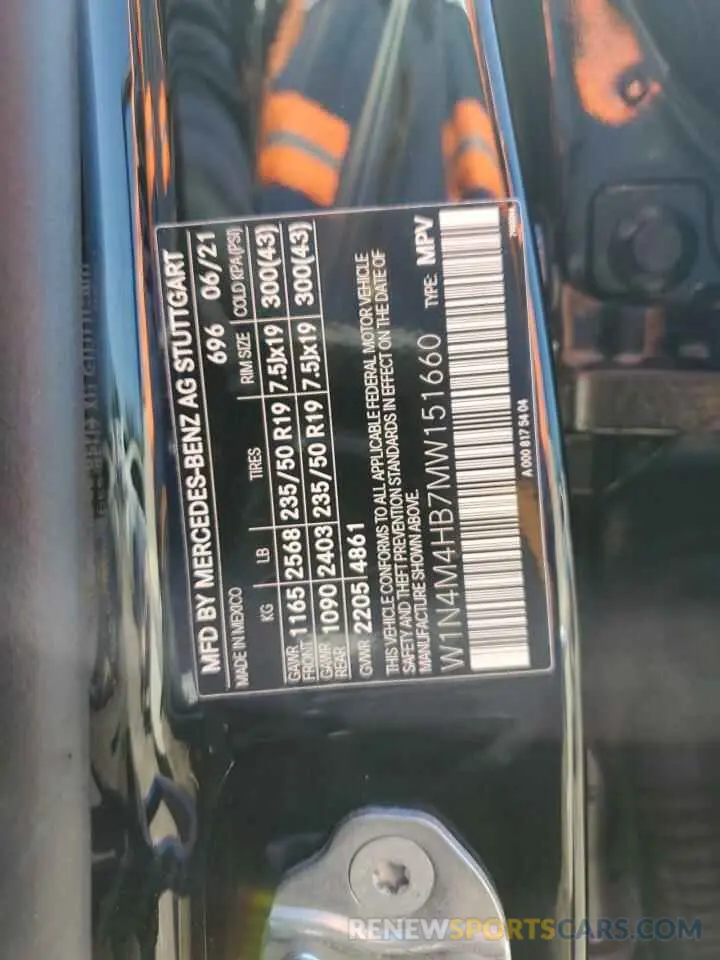 MFD BY MERCEDES-BENZ AG STUTTGART
MADE IN MEXICO 696 06/21
KG LB TIRES RIM SIZE COLD KPA (PSI)
GAWR FRONT 1165 2568 235/50 R19 7.5Jx19 300(43)
GAWR REAR 1090 2403 235/50 R19 7.5Jx19 300(43)
GVWR 2205 4861
THIS VEHICLE CONFORMS TO ALL APPLICABLE FEDERAL MOTOR VEHICLE
SAFETY AND THEFT PREVENTION STANDARDS IN EFFECT ON THE DATE OF
MANUFACTURE SHOWN ABOVE.
W1N4M4HB7MW151660 TYPE: MPV
A 000 817 54 04
RENEWSPORTSCARS.COM